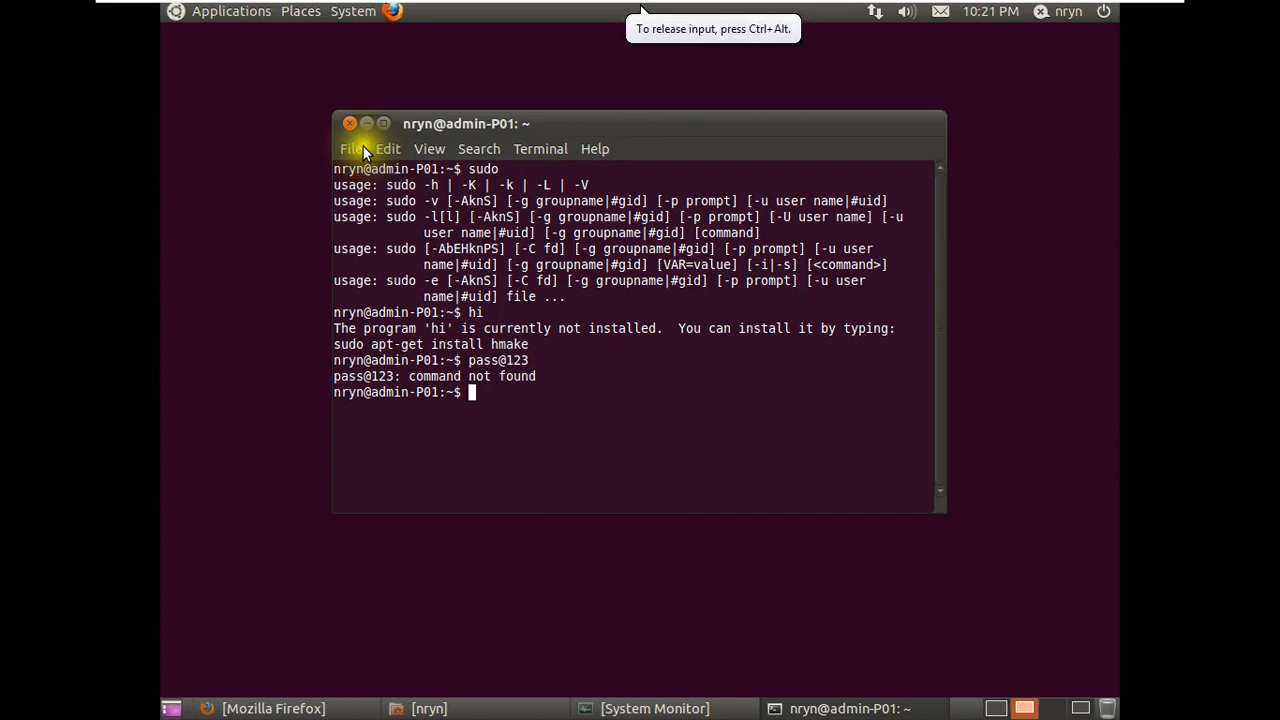 Applications Places System 10:21 PM nryn
To release input, press Ctrl+Alt.
nryn@admin-P01: ~
File Edit View Search Terminal Help
nryn@admin-P01:~$ sudo
usage: sudo -h | -K | -k | -L | -V
usage: sudo -v [-AknS] [-g groupname|#gid] [-p prompt] [-u user name|#uid]
usage: sudo -l[l] [-AknS] [-g groupname|#gid] [-p prompt] [-U user name] [-u
user name|#uid] [-g groupname|#gid] [command]
usage: sudo [-AbEHknPS] [-C fd] [-g groupname|#gid] [-p prompt] [-u user
name|#uid] [-g groupname|#gid] [VAR=value] [-i|-s] [<command>]
usage: sudo -e [-AknS] [-C fd] [-g groupname|#gid] [-p prompt] [-u user
name|#uid] file ...
nryn@admin-P01:~$ hi
The program 'hi' is currently not installed.  You can install it by typing:
sudo apt-get install hmake
nryn@admin-P01:~$ pass@123
pass@123: command not found
nryn@admin-P01:~$
[Mozilla Firefox] [nryn] [System Monitor] nryn@admin-P01: ~